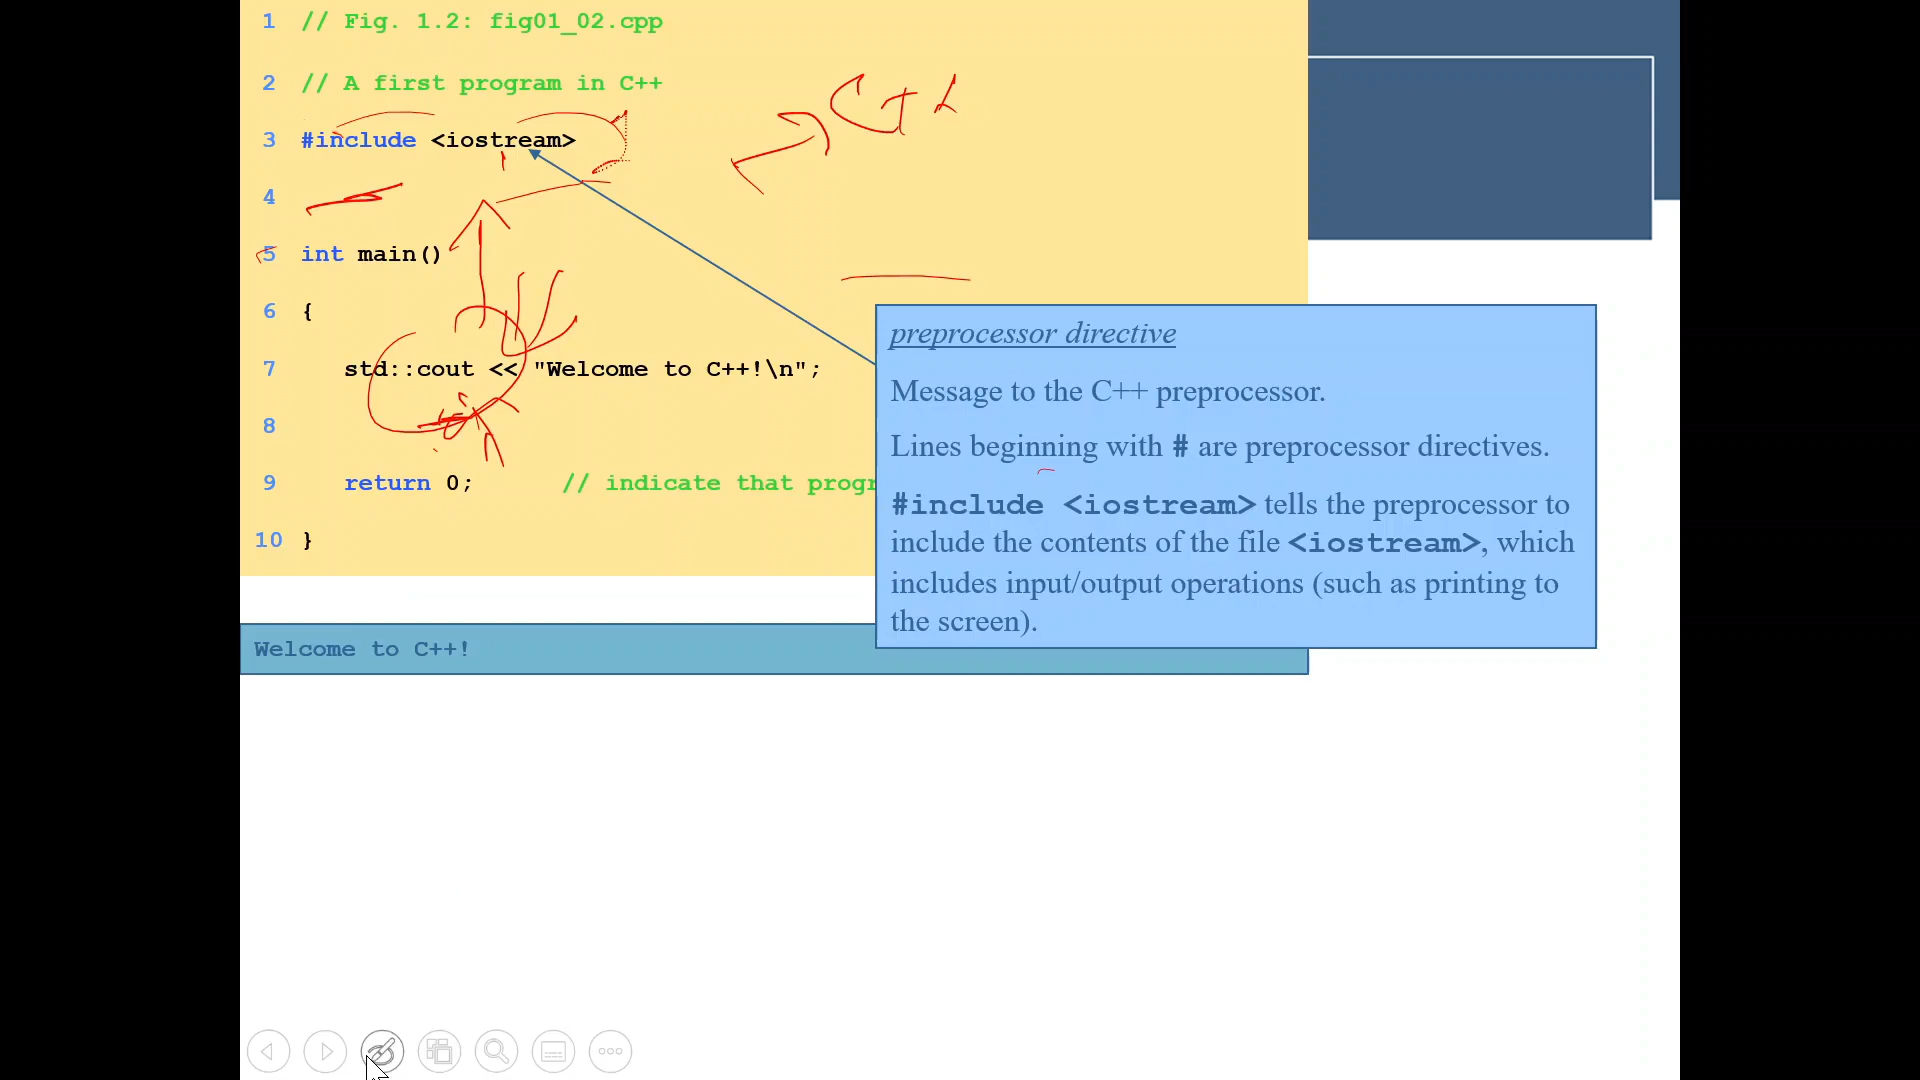 1 // Fig. 1.2: fig01_02.cpp
2 // A first program in C++
3 #include <iostream>
4
5 int main()
6 {
7 std::cout << "Welcome to C++!\n";
8
9 return 0; // indicate that progr
10 }
Welcome to C++!
preprocessor directive
Message to the C++ preprocessor.
Lines beginning with # are preprocessor directives.
#include <iostream> tells the preprocessor to
include the contents of the file <iostream>, which
includes input/output operations (such as printing to
the screen).